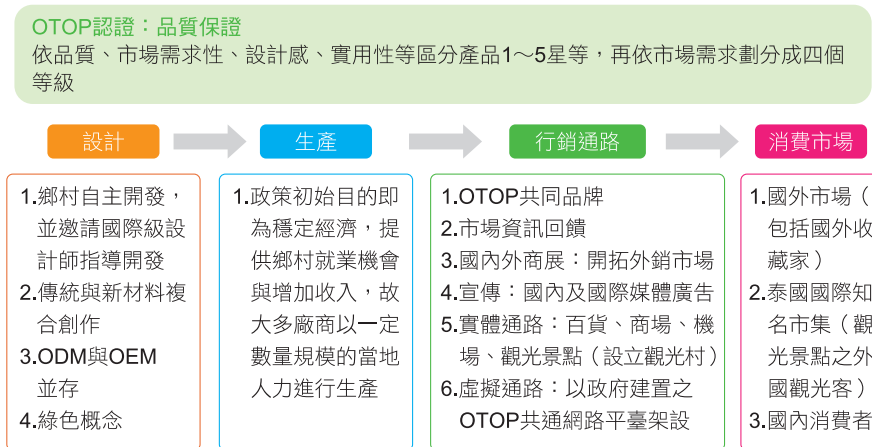 OTOP認證：品質保證
依品質、市場需求性、設計感、實用性等區分產品1～5星等，再依市場需求劃分成四個
等級
設計
生產
行銷通路
消費市場
1.鄉村自主開發，
並邀請國際級設
計師指導開發
2.傳統與新材料複
合創作
3.ODM與OEM
並存
4.綠色概念
1.政策初始目的即
為穩定經濟，提
供鄉村就業機會
與增加收入，故
大多廠商以一定
數量規模的當地
人力進行生產
1.OTOP共同品牌
2.市場資訊回饋
3.國內外商展：開拓外銷市場
4.宣傳：國內及國際媒體廣告
5.實體通路：百貨、商場、機
場、觀光景點（設立觀光村）
6.虛擬通路：以政府建置之
OTOP共通網路平臺架設
1.國外市場（
包括國外收
藏家）
2.泰國國際知
名市集（觀
光景點之外
國觀光客）
3.國內消費者